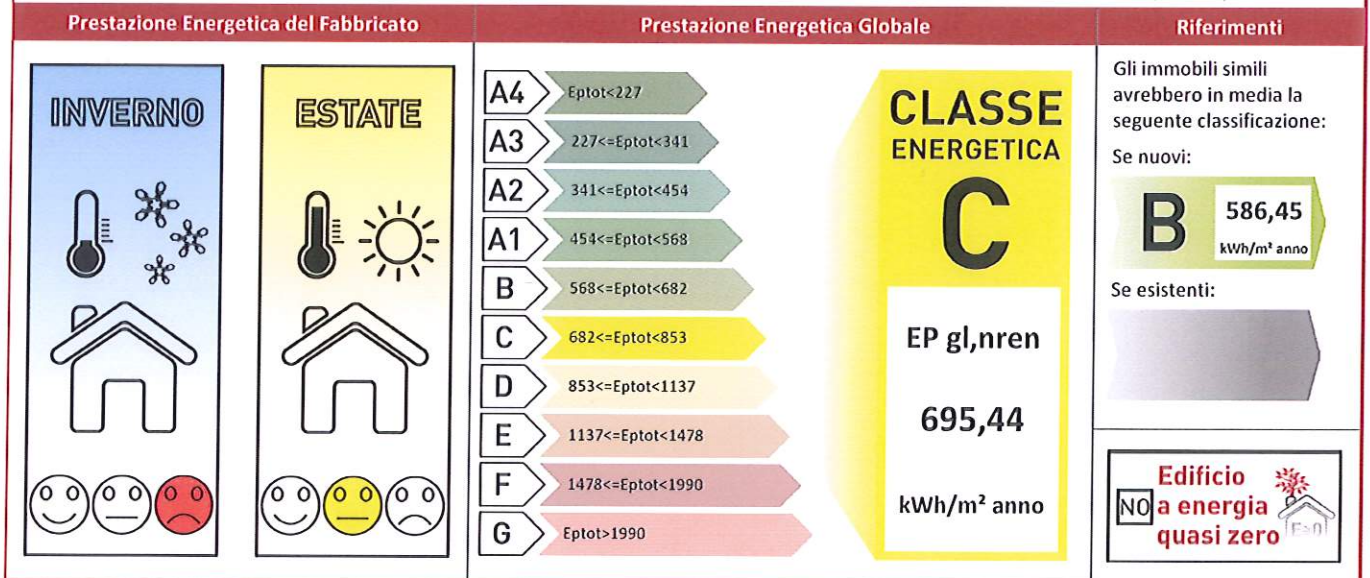 Prestazione Energetica del Fabbricato
Prestazione Energetica Globale
Riferimenti
INVERNO
ESTATE
A4 Eptot<227
A3 227<=Eptot<341
A2 341<=Eptot<454
A1 454<=Eptot<568
B 568<=Eptot<682
C 682<=Eptot<853
D 853<=Eptot<1137
E 1137<=Eptot<1478
F 1478<=Eptot<1990
G Eptot>1990
CLASSE
ENERGETICA
C
EP gl,nren
695,44
kWh/m² anno
Gli immobili simili
avrebbero in media la
seguente classificazione:
Se nuovi:
B 586,45
kWh/m² anno
Se esistenti:
Edificio
NO a energia
quasi zero